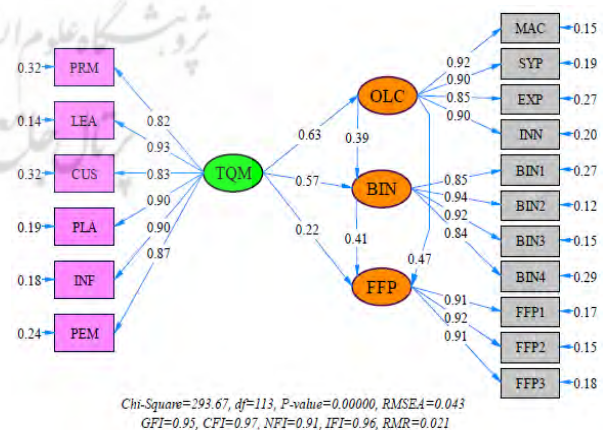 پژوهشگاه علوم ا
پرتال جامع
MAC
0.15
SYP
0.19
EXP
0.27
INN
0.20
BIN1
0.27
BIN2
0.12
BIN3
0.15
BIN4
0.29
FFP1
0.17
FFP2
0.15
FFP3
0.18
0.32
PRM
0.14
LEA
0.32
CUS
0.19
PLA
0.18
INF
0.24
PEM
0.82
0.93
0.83
0.90
0.90
0.87
TQM
0.63
0.57
0.22
OLC
0.39
BIN
0.41
FFP
0.47
0.92
0.90
0.85
0.90
0.85
0.94
0.92
0.84
0.91
0.92
0.91
Chi-Square=293.67, df=113, P-value=0.00000, RMSEA=0.043
GFI=0.95, CFI=0.97, NFI=0.91, IFI=0.96, RMR=0.021